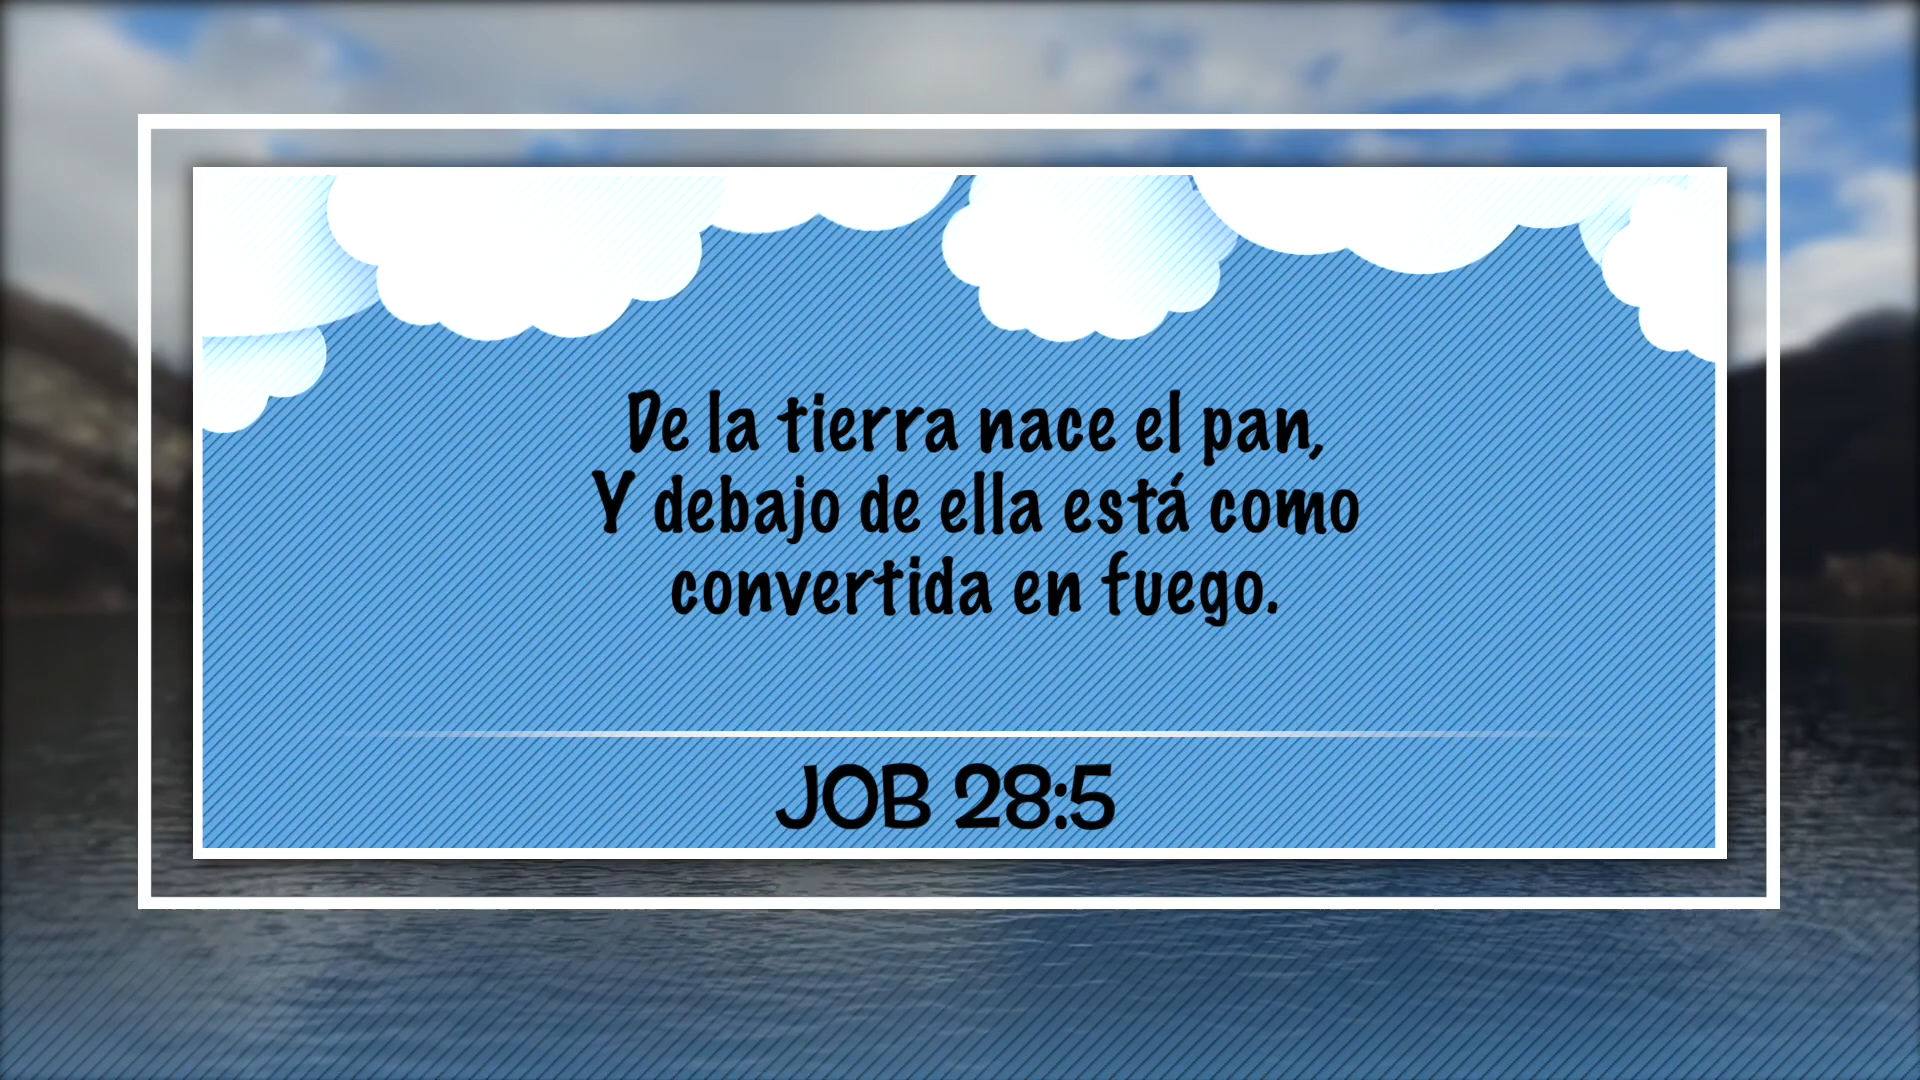 De la tierra nace el pan,
Y debajo de ella está como
convertida en fuego.
JOB 28:5